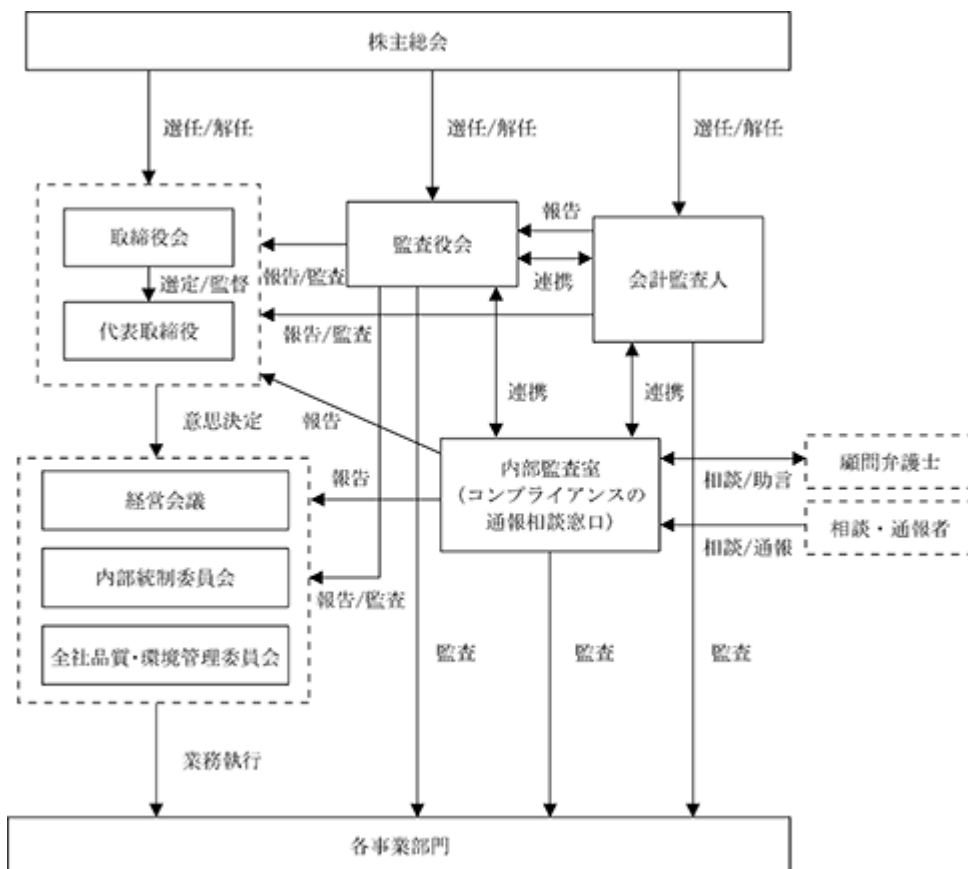 株主総会
選任/解任
選任/解任
選任/解任
取締役会
選定/監督
代表取締役
監査役会
報告
連携
会計監査人
報告/監査
報告/監査
意思決定
報告
連携
連携
内部監査室
(コンプライアンスの
通報相談窓口)
相談/助言
顧問弁護士
相談/通報
相談・通報者
報告
経営会議
内部統制委員会
報告/監査
全社品質・環境管理委員会
監査
監査
監査
業務執行
各事業部門